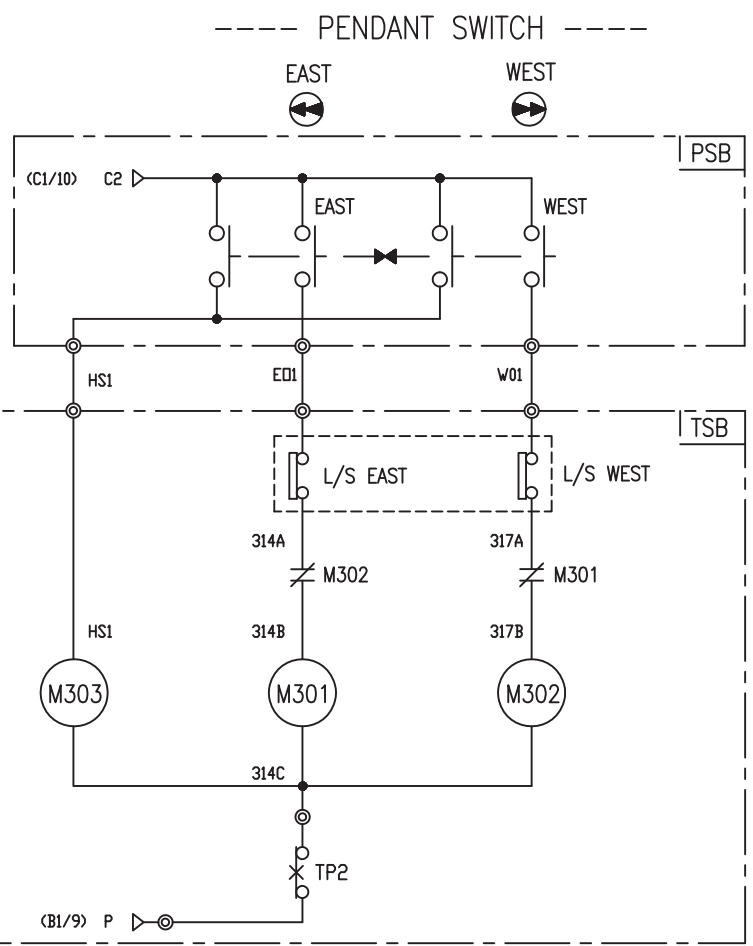 PENDANT SWITCH
EAST WEST
PSB
(C1/10) C2
EAST WEST
HS1 E01 W01
TSB
L/S EAST L/S WEST
314A 317A
M302 M301
HS1 314B 317B
M303 M301 M302
314C
TP2
(B1/9) P